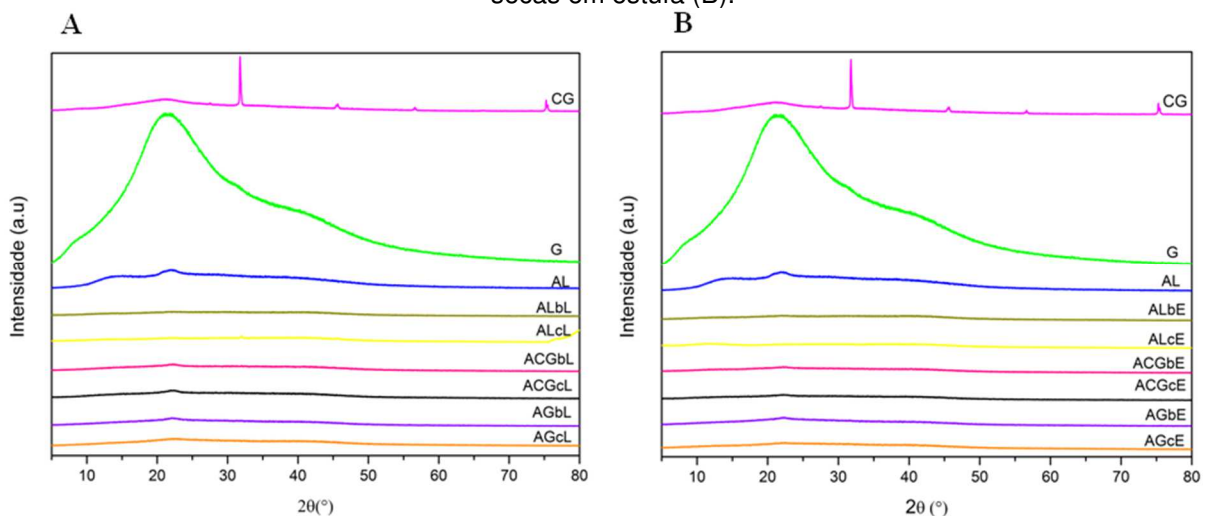 secas em estufa (B).
A
CG
G
AL
ALbL
ALcL
ACGbL
ACGcL
AGbL
AGcL
Intensidade (a.u)
10 20 30 40 50 60 70 80
2θ(°)
B
CG
G
AL
ALbE
ALcE
ACGbE
ACGcE
AGbE
AGcE
Intensidade (a.u)
10 20 30 40 50 60 70 80
2θ (°)